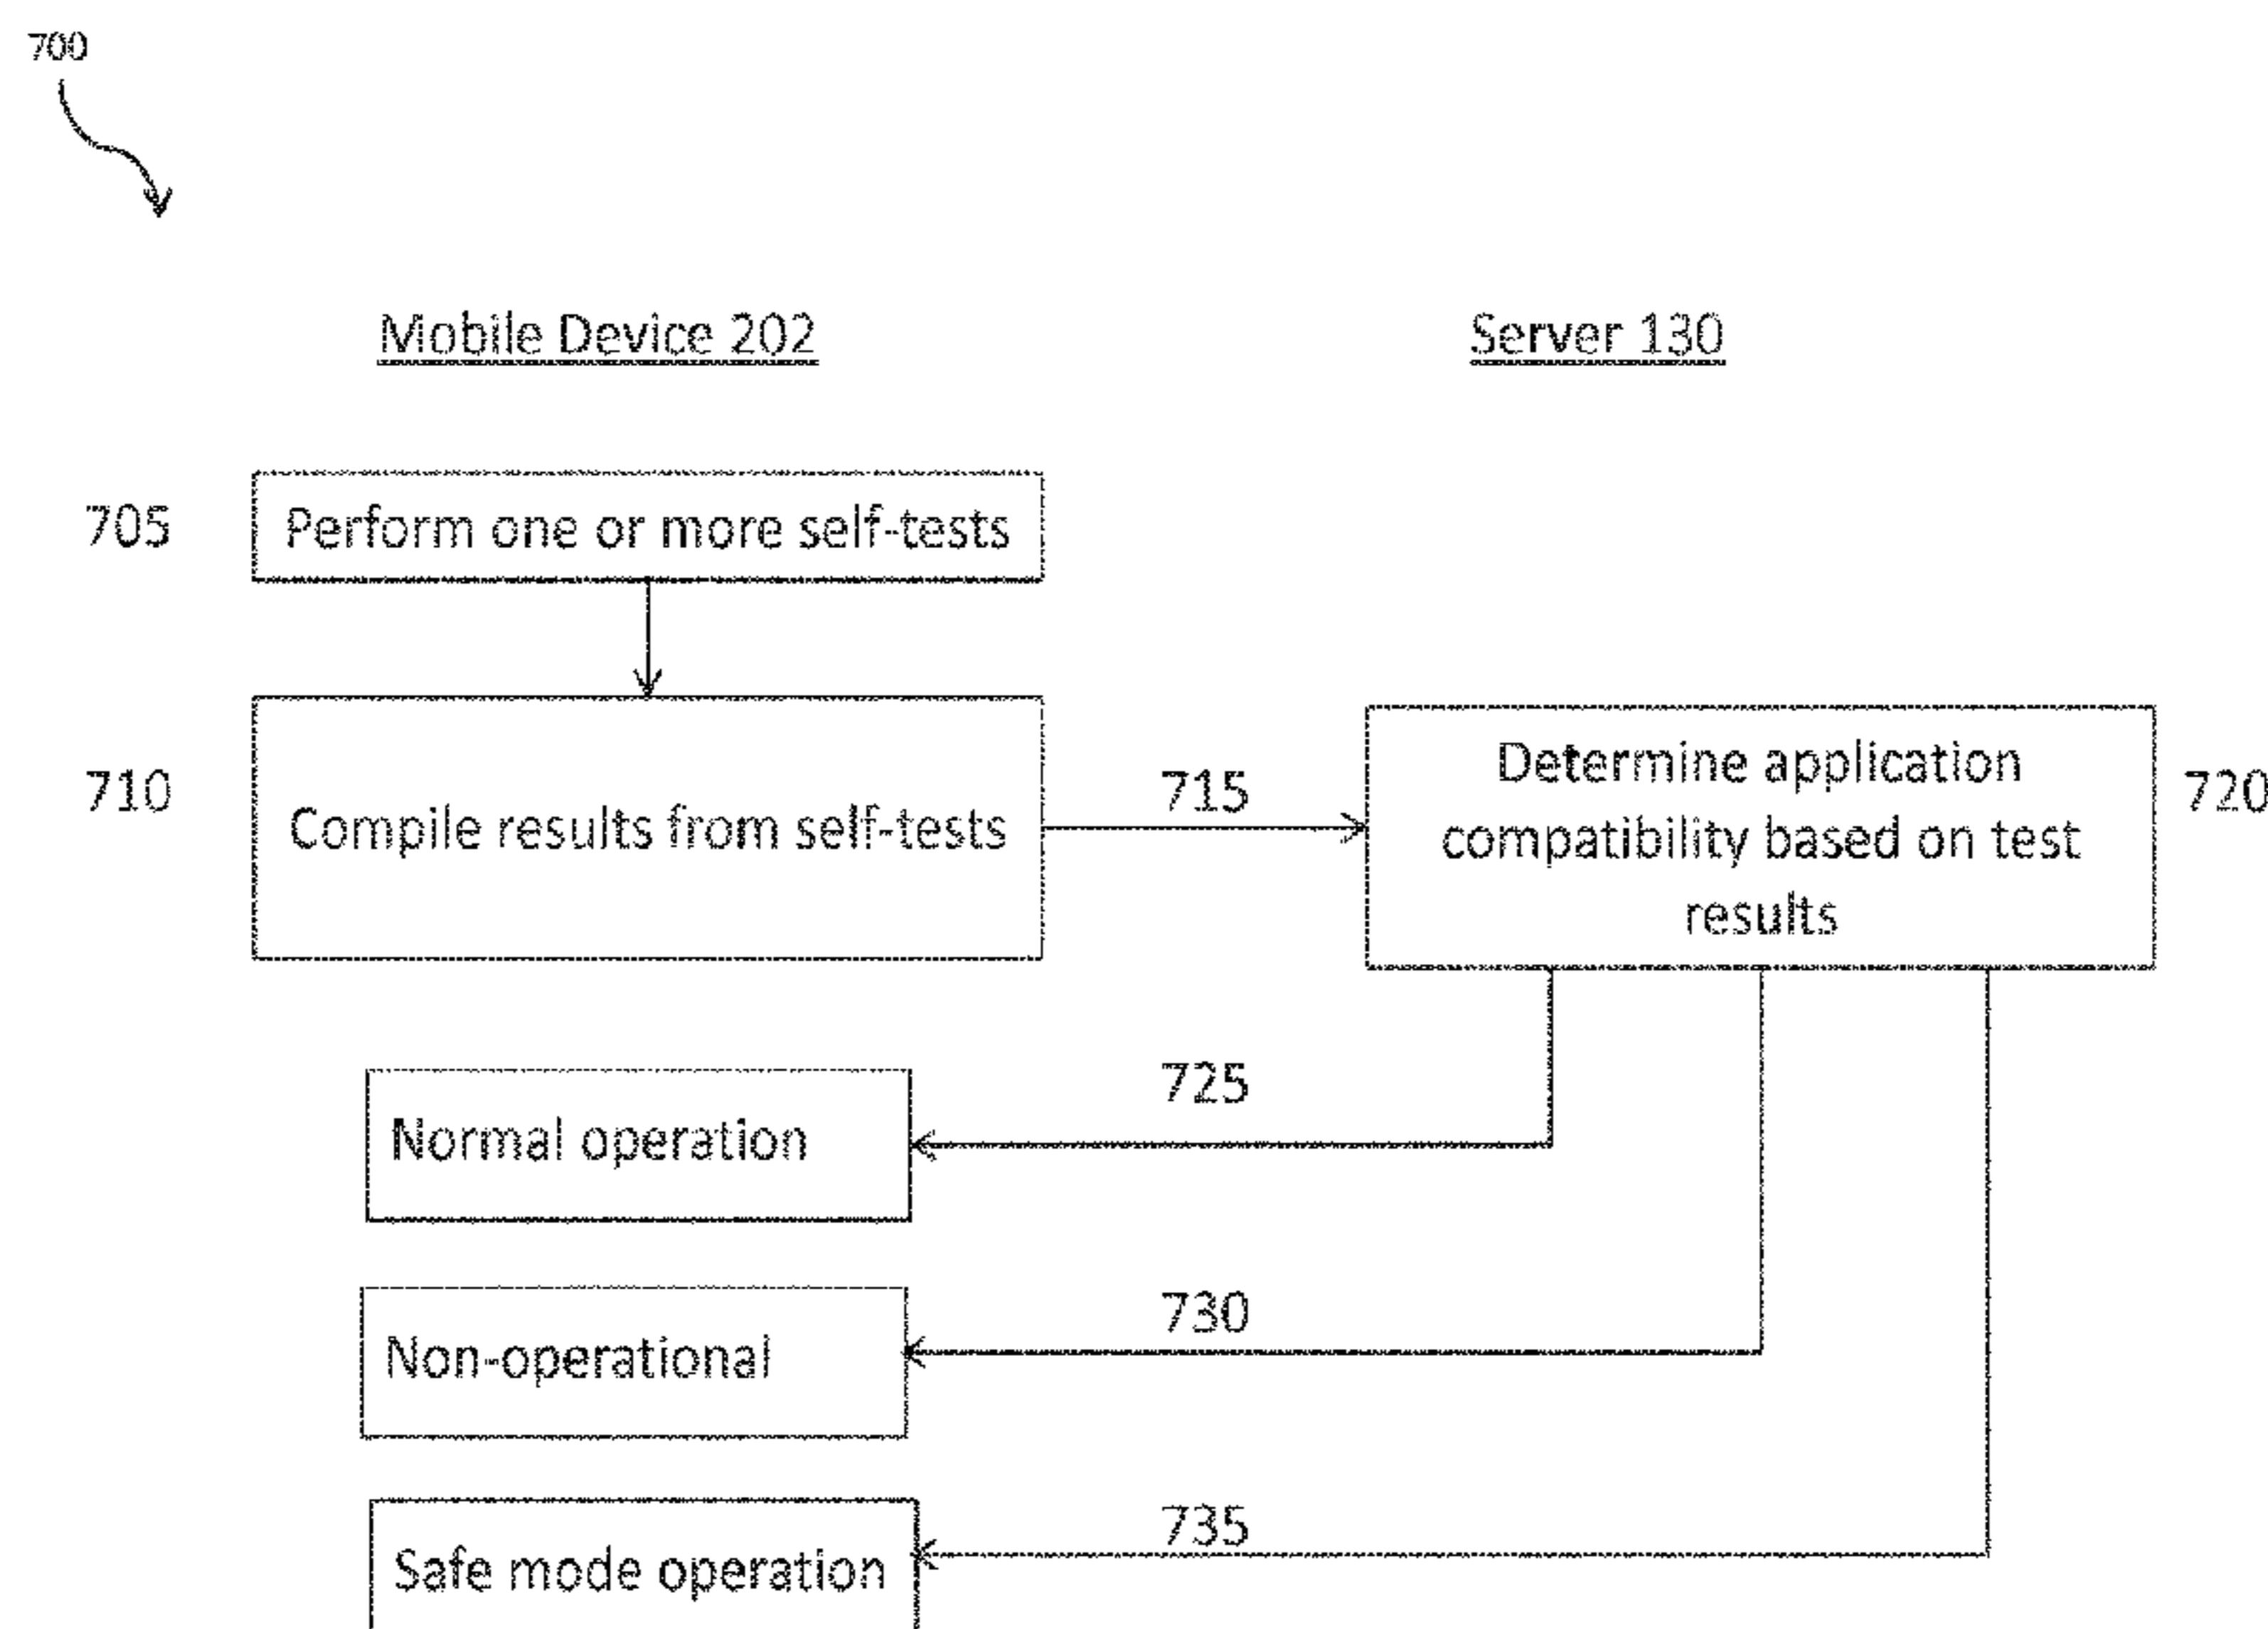 700
Mobile Device 202
Server 130
705
Perform one or more self-tests
710
Compile results from self-tests
715
Determine application
compatibility based on test
results
720
725
Normal operation
730
Non-operational
735
Safe mode operation